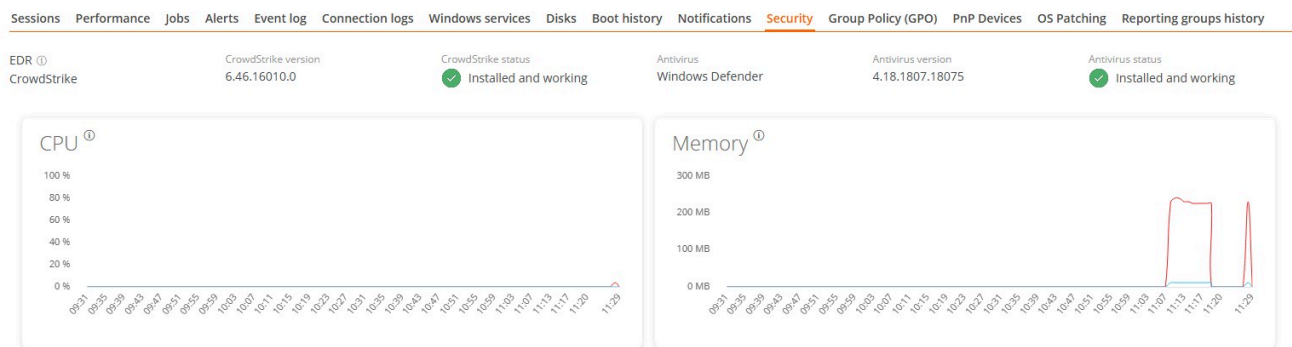 Sessions Performance Jobs Alerts Event log Connection logs Windows services Disks Boot history Notifications Security Group Policy (GPO) PnP Devices OS Patching Reporting groups history
EDR CrowdStrike version CrowdStrike status Antivirus Antivirus version Antivirus status
CrowdStrike 6.46.16010.0 Installed and working Windows Defender 4.18.1807.18075 Installed and working
CPU
100 %
80 %
60 %
40 %
20 %
0 %
09:31 09:35 09:39 09:43 09:47 09:51 09:55 09:59 10:03 10:07 10:11 10:15 10:19 10:23 10:27 10:31 10:35 10:39 10:43 10:47 10:51 10:55 10:59 11:03 11:07 11:13 11:17 11:20 11:29
Memory
300 MB
200 MB
100 MB
0 MB
09:31 09:35 09:39 09:43 09:47 09:51 09:55 09:59 10:03 10:07 10:11 10:15 10:19 10:23 10:27 10:31 10:35 10:39 10:43 10:47 10:51 10:55 10:59 11:03 11:07 11:13 11:17 11:20 11:29